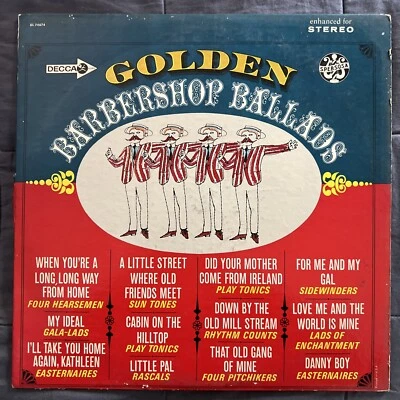 DL 74674
enhanced for
STEREO
DECCA
SPEBSQSA
GOLDEN
BARBERSHOP BALLADS
WHEN YOU'RE A
LONG, LONG WAY
FROM HOME
FOUR HEARSEMEN
MY IDEAL
GALA-LADS
I'LL TAKE YOU HOME
AGAIN, KATHLEEN
EASTERNAIRES
A LITTLE STREET
WHERE OLD
FRIENDS MEET
SUN TONES
CABIN ON THE
HILLTOP
PLAY TONICS
LITTLE PAL
RASCALS
DID YOUR MOTHER
COME FROM IRELAND
PLAY TONICS
DOWN BY THE
OLD MILL STREAM
RHYTHM COUNTS
THAT OLD GANG
OF MINE
FOUR PITCHIKERS
FOR ME AND MY
GAL
SIDEWINDERS
LOVE ME AND THE
WORLD IS MINE
LADS OF
ENCHANTMENT
DANNY BOY
EASTERNAIRES